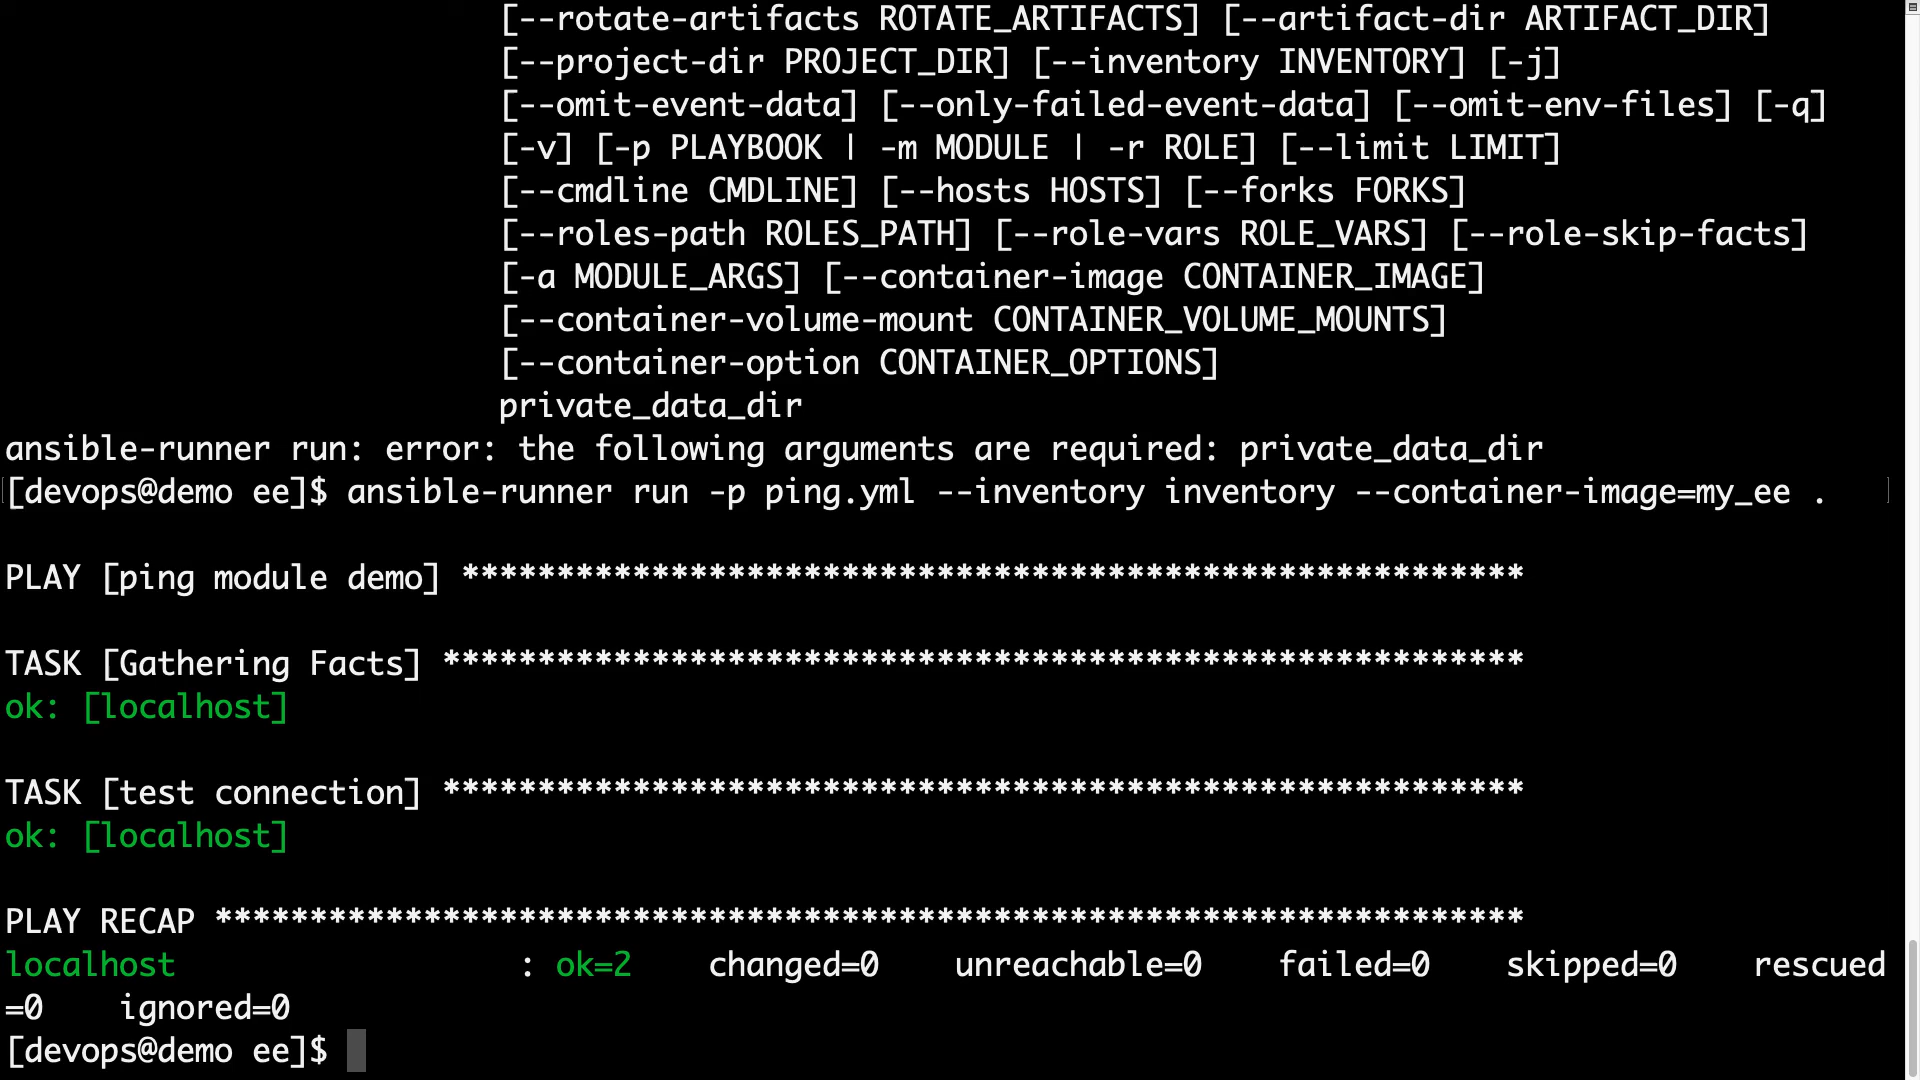 [--rotate-artifacts ROTATE_ARTIFACTS] [--artifact-dir ARTIFACT_DIR]
[--project-dir PROJECT_DIR] [--inventory INVENTORY] [-j]
[--omit-event-data] [--only-failed-event-data] [--omit-env-files] [-q]
[-v] [-p PLAYBOOK | -m MODULE | -r ROLE] [--limit LIMIT]
[--cmdline CMDLINE] [--hosts HOSTS] [--forks FORKS]
[--roles-path ROLES_PATH] [--role-vars ROLE_VARS] [--role-skip-facts]
[-a MODULE_ARGS] [--container-image CONTAINER_IMAGE]
[--container-volume-mount CONTAINER_VOLUME_MOUNTS]
[--container-option CONTAINER_OPTIONS]
private_data_dir
ansible-runner run: error: the following arguments are required: private_data_dir
[devops@demo ee]$ ansible-runner run -p ping.yml --inventory inventory --container-image=my_ee .
PLAY [ping module demo] ********************************************************
TASK [Gathering Facts] *********************************************************
ok: [localhost]
TASK [test connection] *********************************************************
ok: [localhost]
PLAY RECAP *********************************************************************
localhost                  : ok=2    changed=0    unreachable=0    failed=0    skipped=0    rescued
=0    ignored=0
[devops@demo ee]$